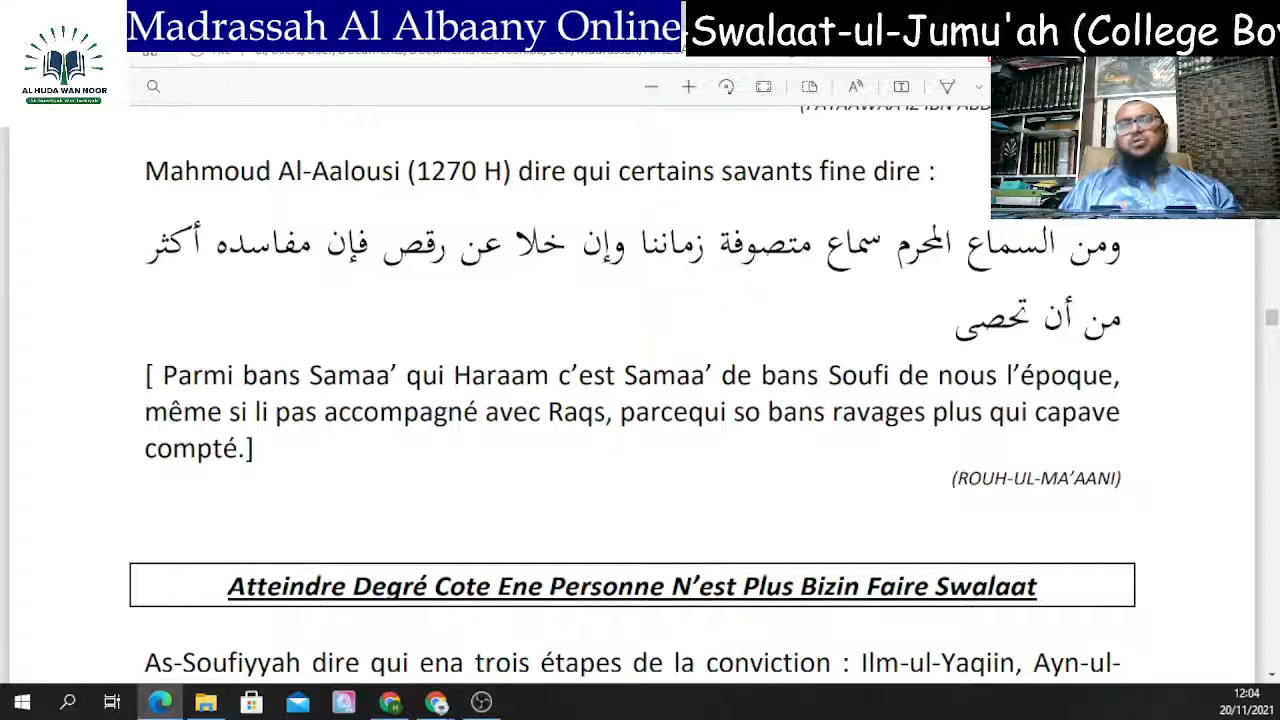 Madrassah Al Albaany Online
-Swalaat-ul-Jumu'ah (College Bo
AL HUDA WAN NOOR
Mahmoud Al-Aalousi (1270 H) dire qui certains savants fine dire :
ومن السماع المحرم سماع متصوفة زماننا وإن خلا عن رقص فإن مفاسده أكثر
من أن تحصى
[ Parmi bans Samaa’ qui Haraam c’est Samaa’ de bans Soufi de nous l’époque,
même si li pas accompagné avec Raqs, parcequi so bans ravages plus qui capave
compté.]
(ROUH-UL-MA’AANI)
Atteindre Degré Cote Ene Personne N’est Plus Bizin Faire Swalaat
As-Soufiyyah dire qui ena trois étapes de la conviction : Ilm-ul-Yaqiin, Ayn-ul-
12:04
20/11/2021